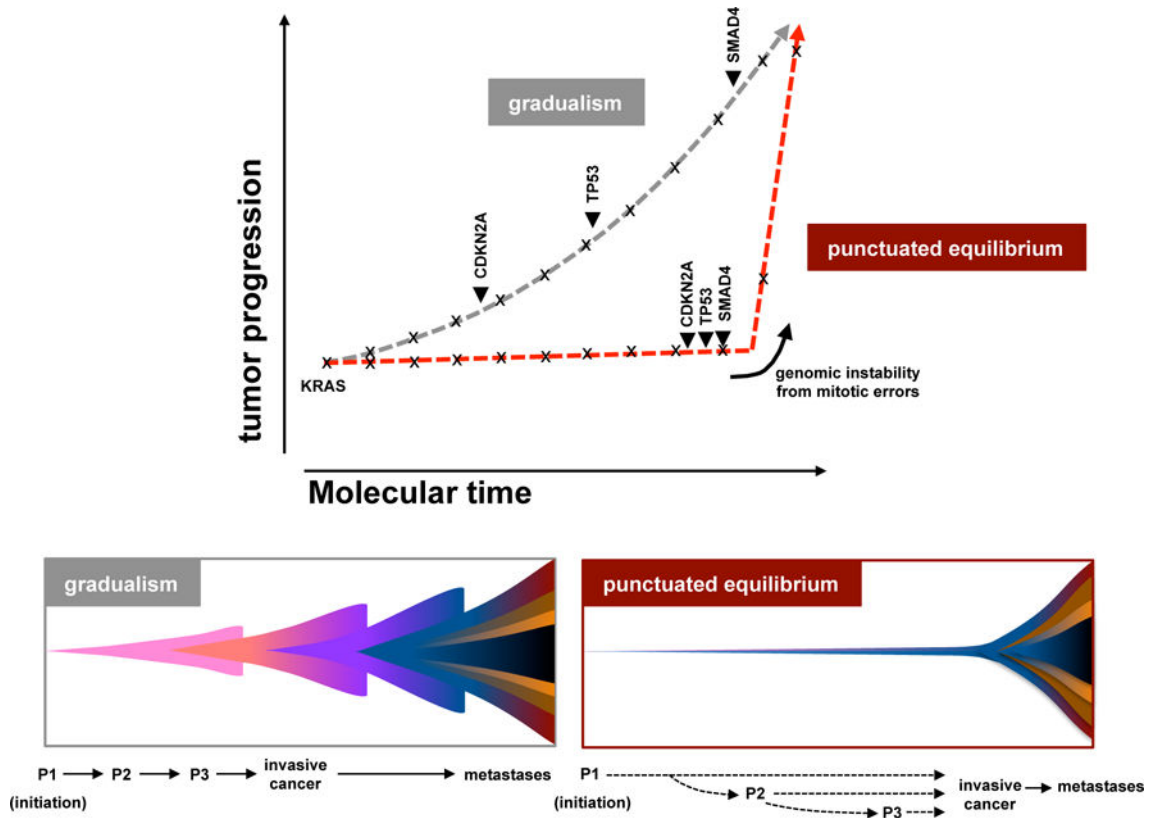 SMAD4
gradualism
TP53
CDKN2A
punctuated equilibrium
CDKN2A
TP53
SMAD4
tumor progression
KRAS
genomic instability
from mitotic errors
Molecular time
gradualism
punctuated equilibrium
P1 P2 P3 invasive
cancer metastases
(initiation)
P1
(initiation)
P2
P3
invasive
cancer
metastases